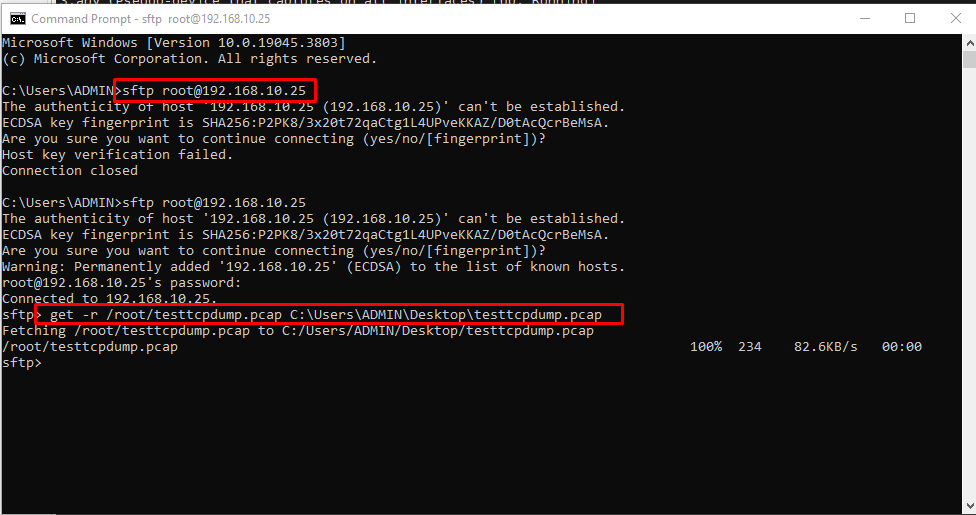 Command Prompt - sftp root@192.168.10.25
Microsoft Windows [Version 10.0.19045.3803]
(c) Microsoft Corporation. All rights reserved.
C:\Users\ADMIN>sftp root@192.168.10.25
The authenticity of host '192.168.10.25 (192.168.10.25)' can't be established.
ECDSA key fingerprint is SHA256:P2PK8/3x20t72qaCtg1L4UPveKKAZ/D0tAcQcrBeMsA.
Are you sure you want to continue connecting (yes/no/[fingerprint])?
Host key verification failed.
Connection closed
C:\Users\ADMIN>sftp root@192.168.10.25
The authenticity of host '192.168.10.25 (192.168.10.25)' can't be established.
ECDSA key fingerprint is SHA256:P2PK8/3x20t72qaCtg1L4UPveKKAZ/D0tAcQcrBeMsA.
Are you sure you want to continue connecting (yes/no/[fingerprint])?
Warning: Permanently added '192.168.10.25' (ECDSA) to the list of known hosts.
root@192.168.10.25's password:
Connected to 192.168.10.25.
sftp> get -r /root/testtcpdump.pcap C:\Users\ADMIN\Desktop\testtcpdump.pcap
Fetching /root/testtcpdump.pcap to C:/Users/ADMIN/Desktop/testtcpdump.pcap
/root/testtcpdump.pcap 100% 234 82.6KB/s 00:00
sftp>